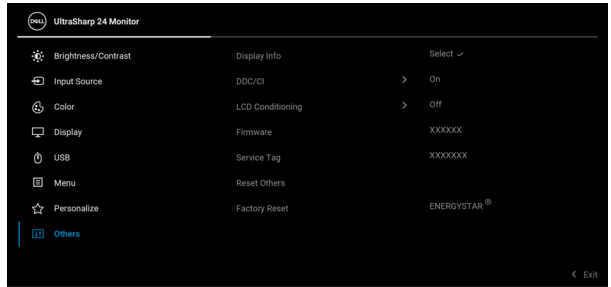 DELL UltraSharp 24 Monitor
Brightness/Contrast Display Info Select ✓
Input Source DDC/CI > On
Color LCD Conditioning > Off
Display Firmware XXXXXX
USB Service Tag XXXXXXX
Menu Reset Others
Personalize Factory Reset ENERGYSTAR ®
Others
< Exit